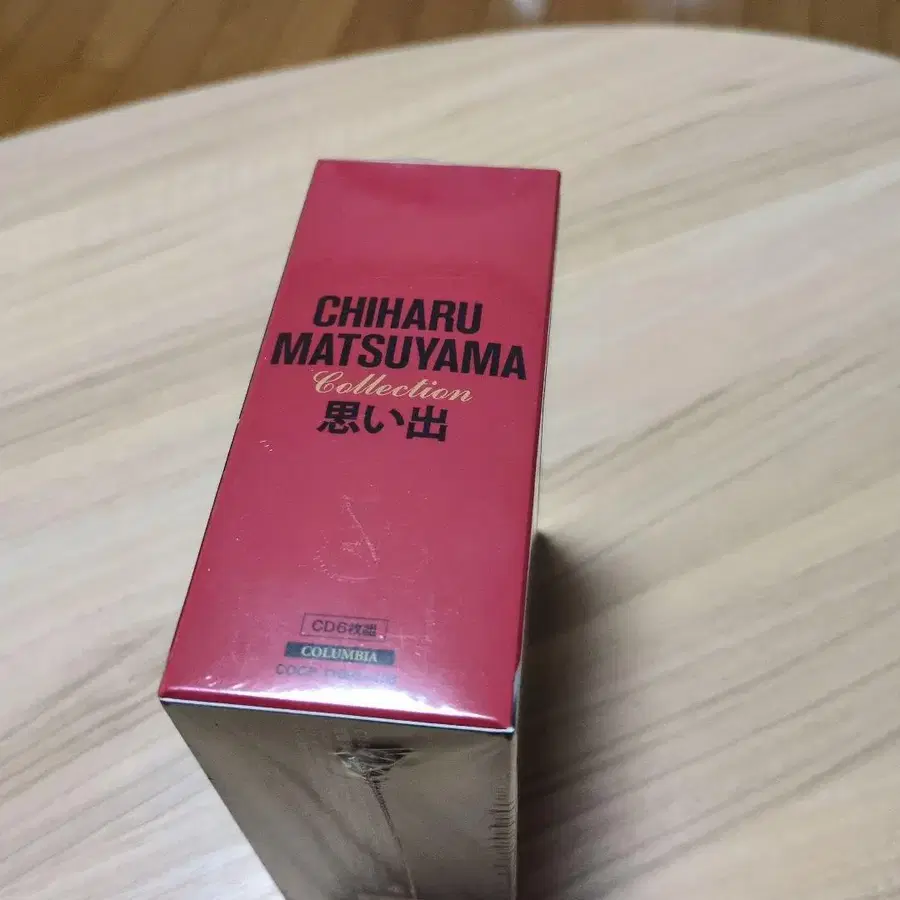 CHIHARU
MATSUYAMA
Collection
思い出
CD6枚組
COLUMBIA